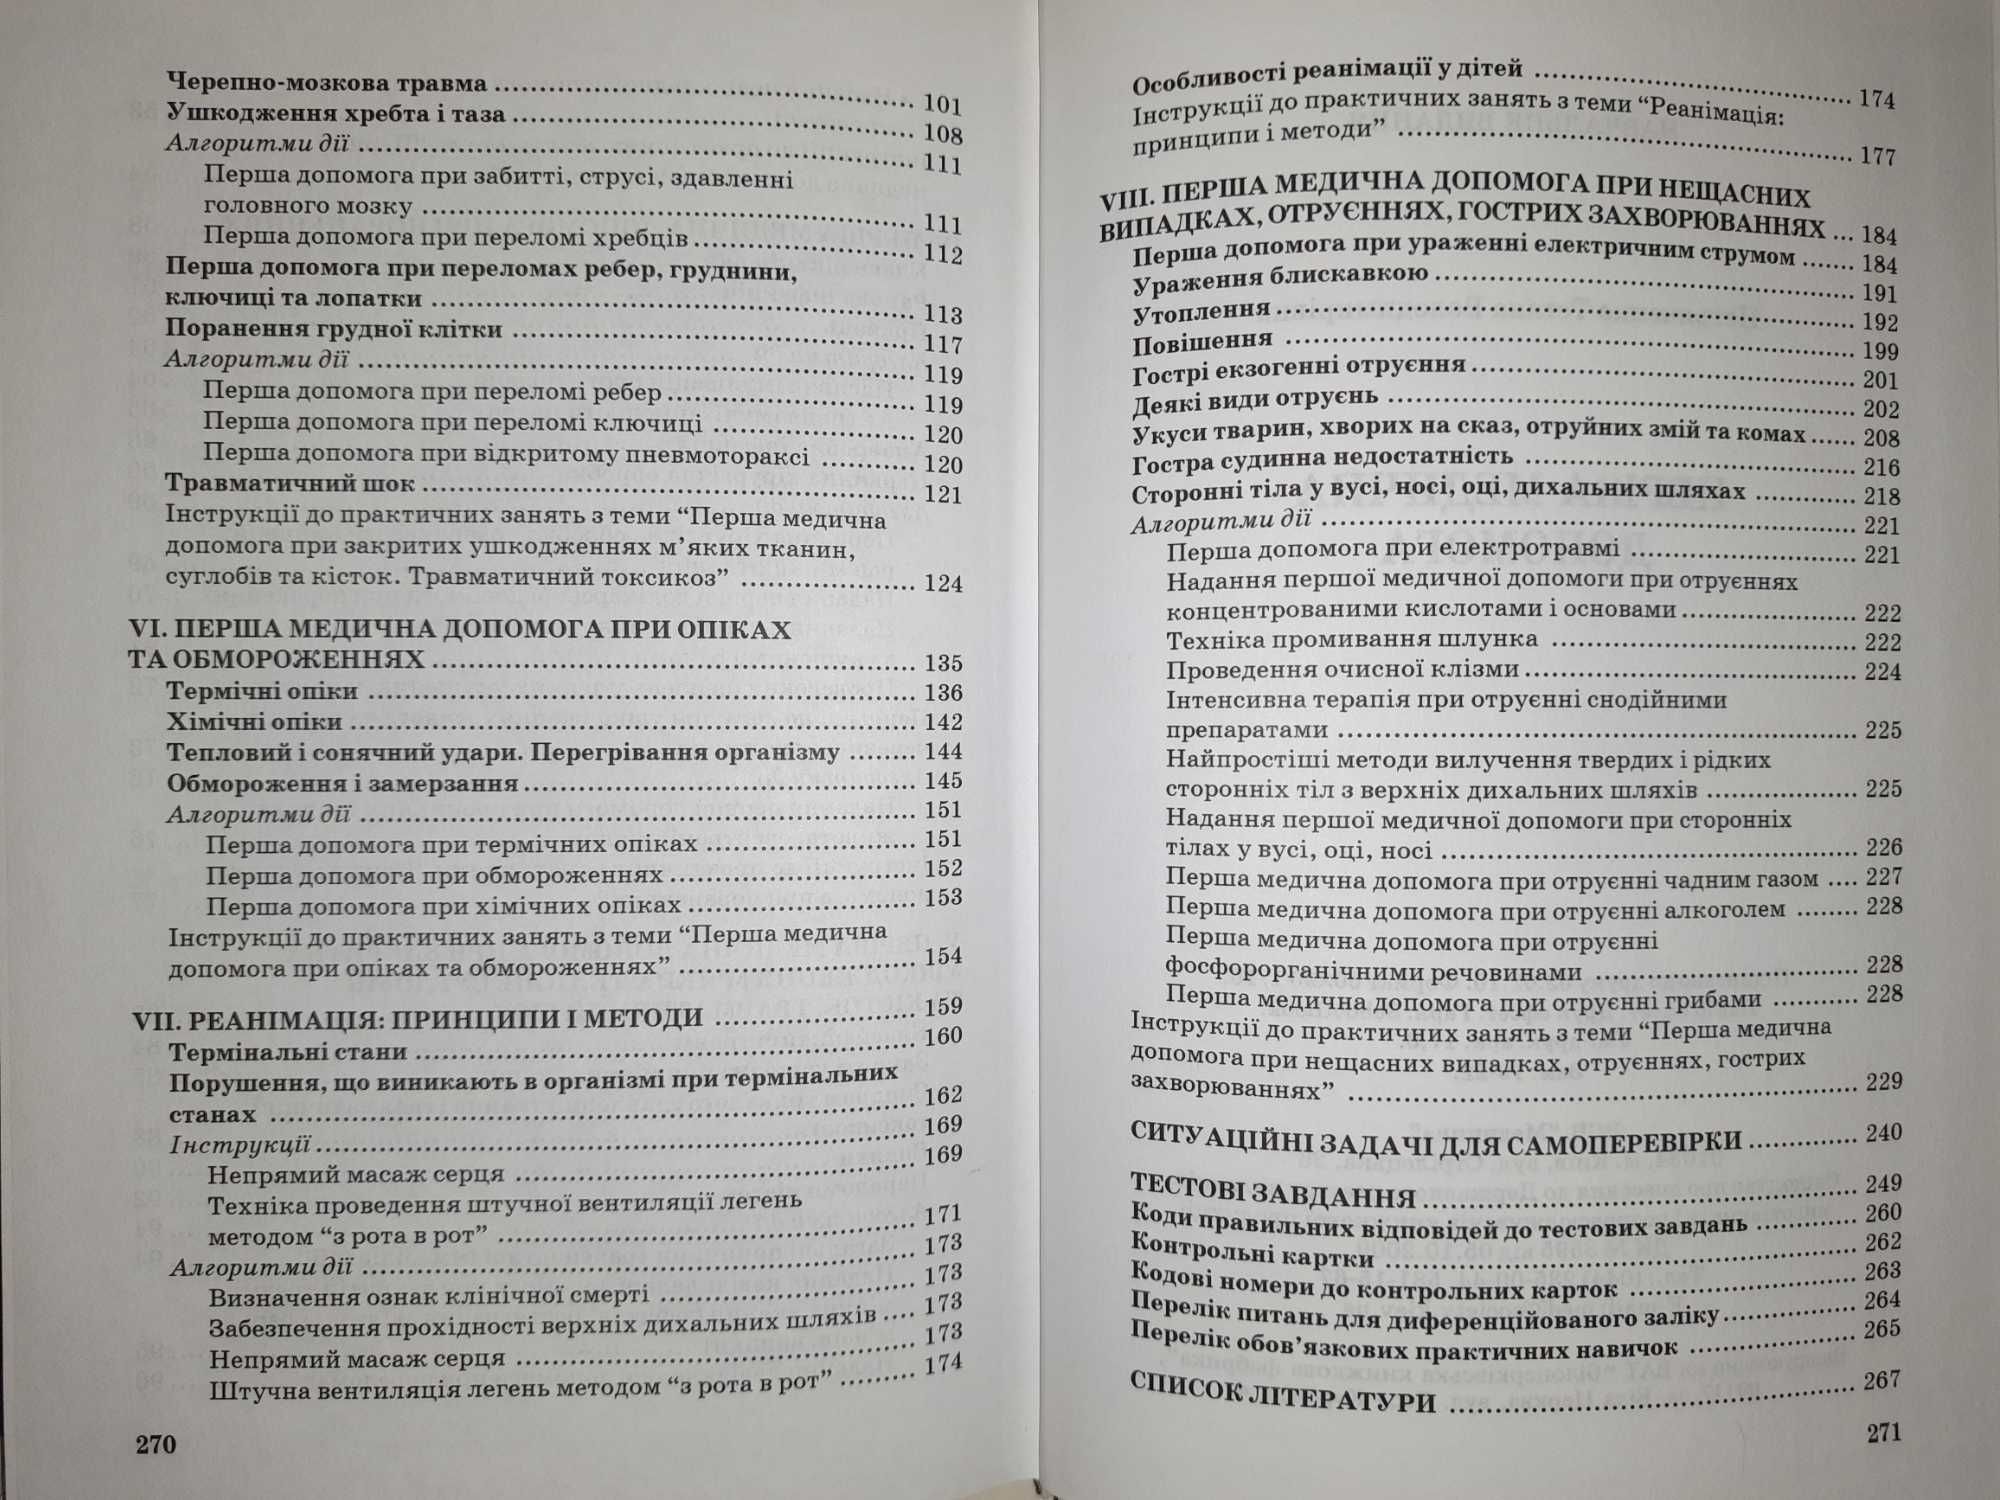 Черепно-мозкова травма ........ 101
Ушкодження хребта і таза ........ 108
Алгоритми дії ........ 111
Перша допомога при забитті, струсі, здавленні
головного мозку ........ 111
Перша допомога при переломі хребців ........ 112
Перша допомога при переломах ребер, груднини,
ключиці та лопатки ........ 113
Поранення грудної клітки ........ 117
Алгоритми дії ........ 119
Перша допомога при переломі ребер ........ 119
Перша допомога при переломі ключиці ........ 120
Перша допомога при відкритому пневмотораксі ........ 120
Травматичний шок ........ 121
Інструкції до практичних занять з теми “Перша медична
допомога при закритих ушкодженнях м’яких тканин,
суглобів та кісток. Травматичний токсикоз” ........ 124
VI. ПЕРША МЕДИЧНА ДОПОМОГА ПРИ ОПІКАХ
ТА ОБМОРОЖЕННЯХ ........ 135
Термічні опіки ........ 136
Хімічні опіки ........ 142
Тепловий і сонячний удари. Перегрівання організму ........ 144
Обмороження і замерзання ........ 145
Алгоритми дії ........ 151
Перша допомога при термічних опіках ........ 151
Перша допомога при обмороженнях ........ 152
Перша допомога при хімічних опіках ........ 153
Інструкції до практичних занять з теми “Перша медична
допомога при опіках та обмороженнях” ........ 154
VII. РЕАНІМАЦІЯ: ПРИНЦИПИ І МЕТОДИ ........ 159
Термінальні стани ........ 160
Порушення, що виникають в організмі при термінальних
станах ........ 162
Інструкції ........ 169
Непрямий масаж серця ........ 169
Техніка проведення штучної вентиляції легень
методом “з рота в рот” ........ 171
Алгоритми дії ........ 173
Визначення ознак клінічної смерті ........ 173
Забезпечення прохідності верхніх дихальних шляхів .... 173
Непрямий масаж серця ........ 173
Штучна вентиляція легень методом “з рота в рот” ........ 174
270
Особливості реанімації у дітей ........ 174
Інструкції до практичних занять з теми “Реанімація:
принципи і методи” ........ 177
VIII. ПЕРША МЕДИЧНА ДОПОМОГА ПРИ НЕЩАСНИХ
ВИПАДКАХ, ОТРУЄННЯХ, ГОСТРИХ ЗАХВОРЮВАННЯХ ... 184
Перша допомога при ураженні електричним струмом ....... 184
Ураження блискавкою ........ 191
Утоплення ........ 192
Повішення ........ 199
Гострі екзогенні отруєння ........ 201
Деякі види отруєнь ........ 202
Укуси тварин, хворих на сказ, отруйних змій та комах ...... 208
Гостра судинна недостатність ........ 216
Сторонні тіла у вусі, носі, оці, дихальних шляхах ........ 218
Алгоритми дії ........ 221
Перша допомога при електротравмі ........ 221
Надання першої медичної допомоги при отруєннях
концентрованими кислотами і основами ........ 222
Техніка промивання шлунка ........ 222
Проведення очисної клізми ........ 224
Інтенсивна терапія при отруєнні снодійними
препаратами ........ 225
Найпростіші методи вилучення твердих і рідких
сторонніх тіл з верхніх дихальних шляхів ........ 225
Надання першої медичної допомоги при сторонніх
тілах у вусі, оці, носі ........ 226
Перша медична допомога при отруєнні чадним газом .... 227
Перша медична допомога при отруєнні алкоголем ........ 228
Перша медична допомога при отруєнні
фосфорорганічними речовинами ........ 228
Перша медична допомога при отруєнні грибами ........ 228
Інструкції до практичних занять з теми “Перша медична
допомога при нещасних випадках, отруєннях, гострих
захворюваннях” ........ 229
СИТУАЦІЙНІ ЗАДАЧІ ДЛЯ САМОПЕРЕВІРКИ ........ 240
ТЕСТОВІ ЗАВДАННЯ ........ 249
Коди правильних відповідей до тестових завдань ........ 260
Контрольні картки ........ 262
Кодові номери до контрольних карток ........ 263
Перелік питань для диференційованого заліку ........ 264
Перелік обов’язкових практичних навичок ........ 265
СПИСОК ЛІТЕРАТУРИ ........ 267
271